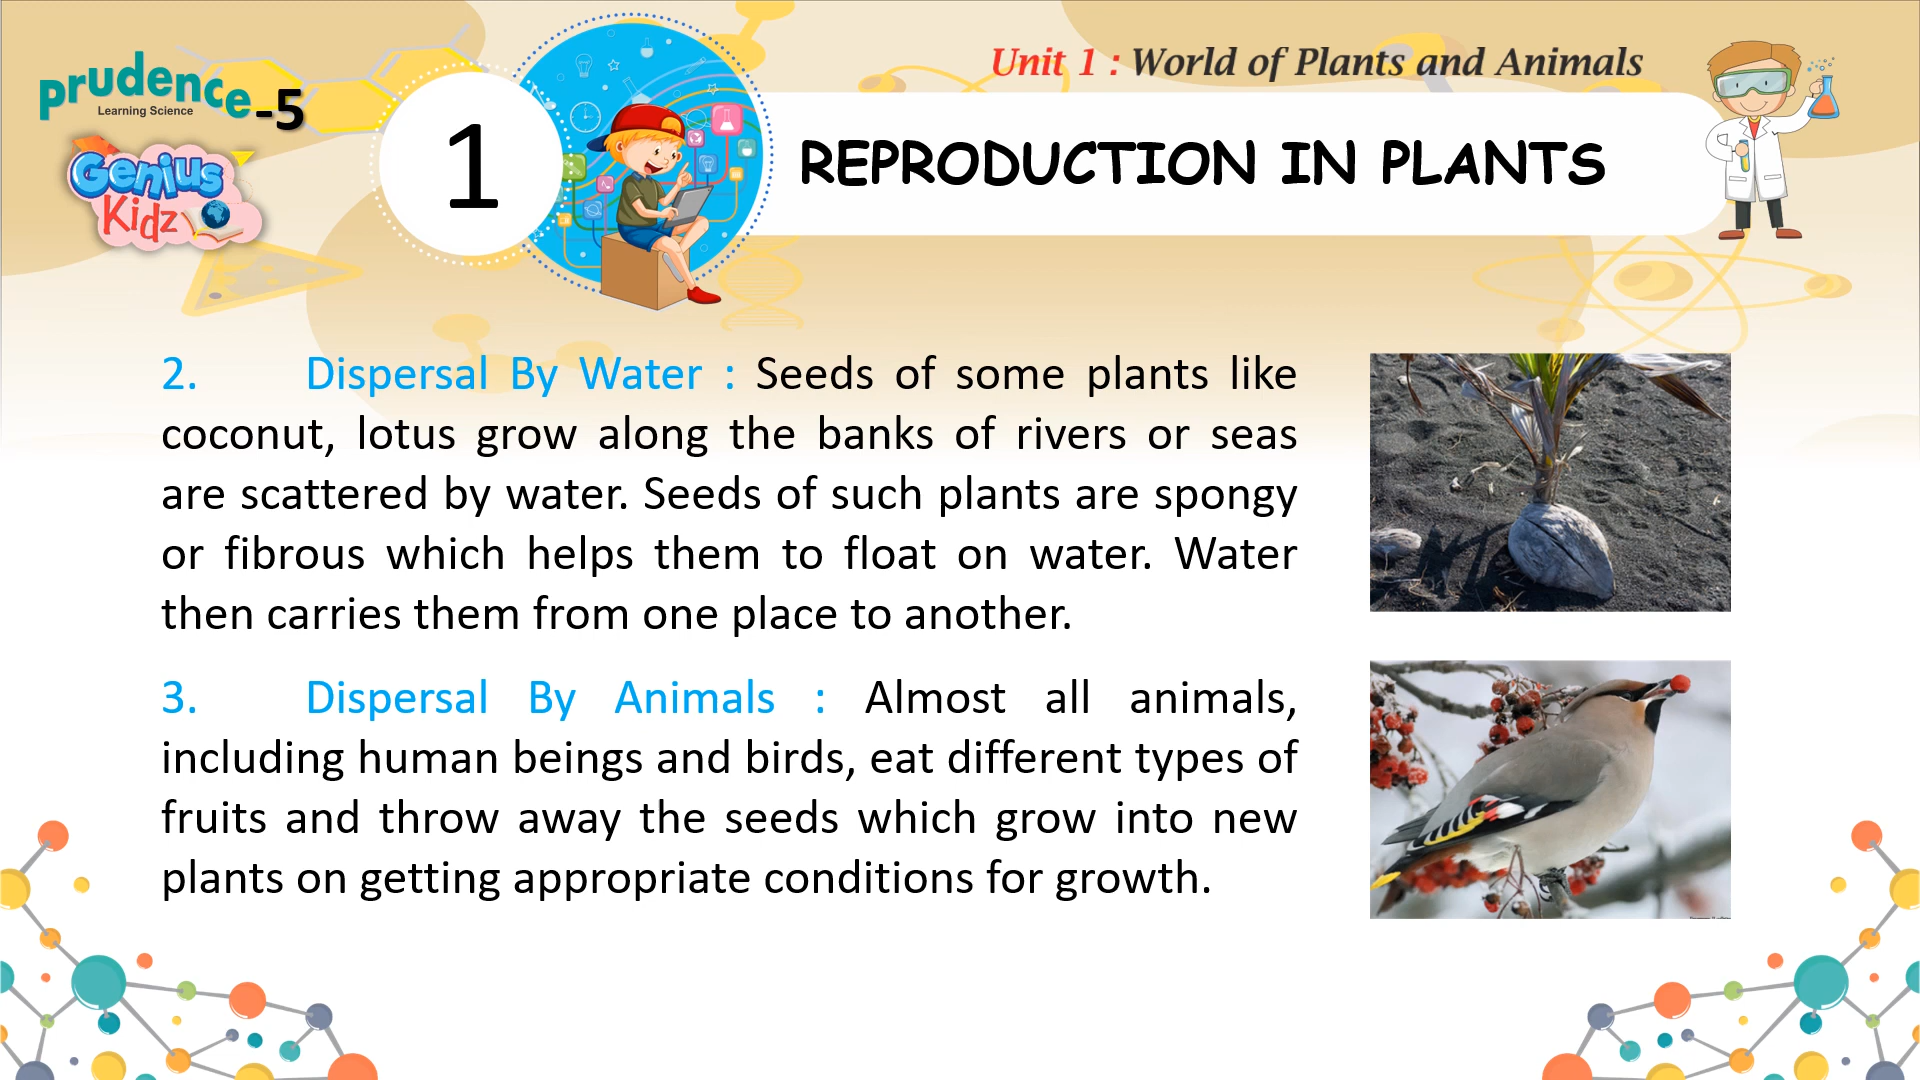 prudence-5
Learning Science
Genius
Kidz
1
Unit 1 : World of Plants and Animals
REPRODUCTION IN PLANTS
2. Dispersal By Water : Seeds of some plants like
coconut, lotus grow along the banks of rivers or seas
are scattered by water. Seeds of such plants are spongy
or fibrous which helps them to float on water. Water
then carries them from one place to another.
3. Dispersal By Animals : Almost all animals,
including human beings and birds, eat different types of
fruits and throw away the seeds which grow into new
plants on getting appropriate conditions for growth.